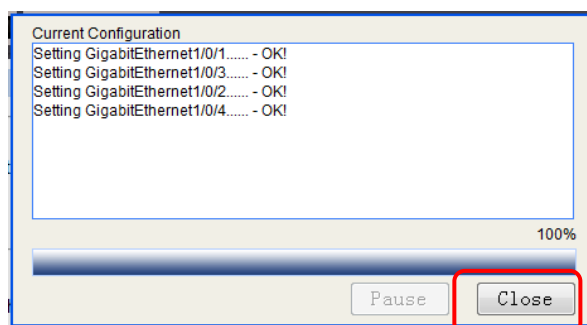 Current Configuration
Setting GigabitEthernet1/0/1...... - OK!
Setting GigabitEthernet1/0/3...... - OK!
Setting GigabitEthernet1/0/2...... - OK!
Setting GigabitEthernet1/0/4...... - OK!
100%
Pause Close